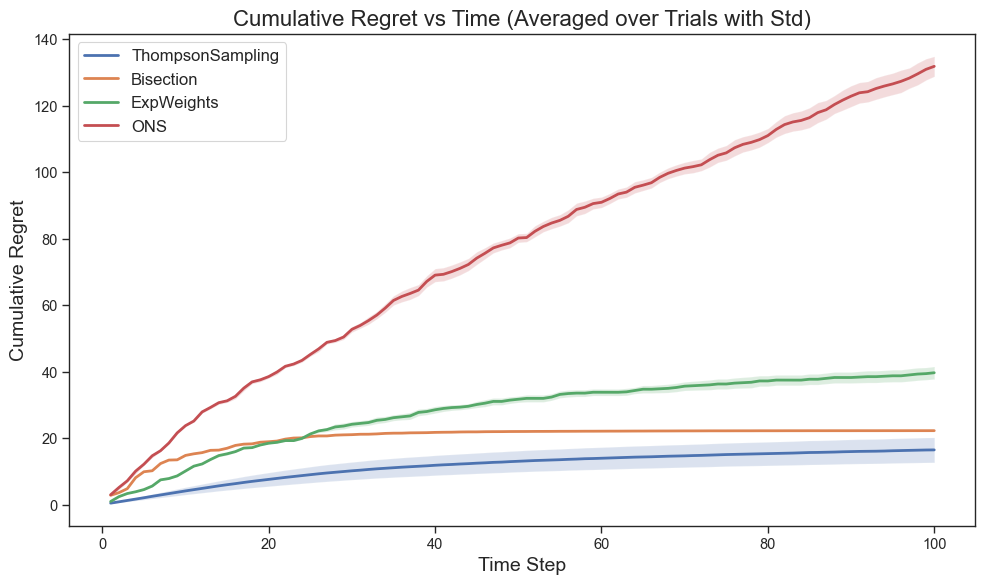 Cumulative Regret vs Time (Averaged over Trials with Std)
ThompsonSampling
Bisection
ExpWeights
ONS
Cumulative Regret
140
120
100
80
60
40
20
0
0 20 40 60 80 100
Time Step